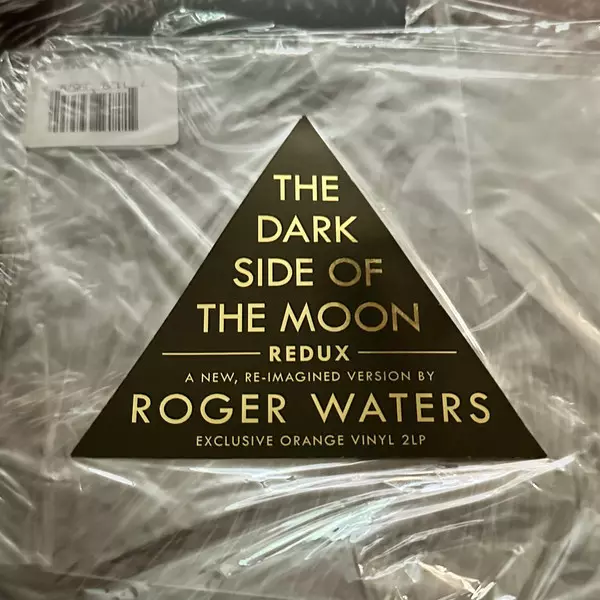 THE
DARK
SIDE OF
THE MOON
REDUX
A NEW, RE-IMAGINED VERSION BY
ROGER WATERS
EXCLUSIVE ORANGE VINYL 2LP